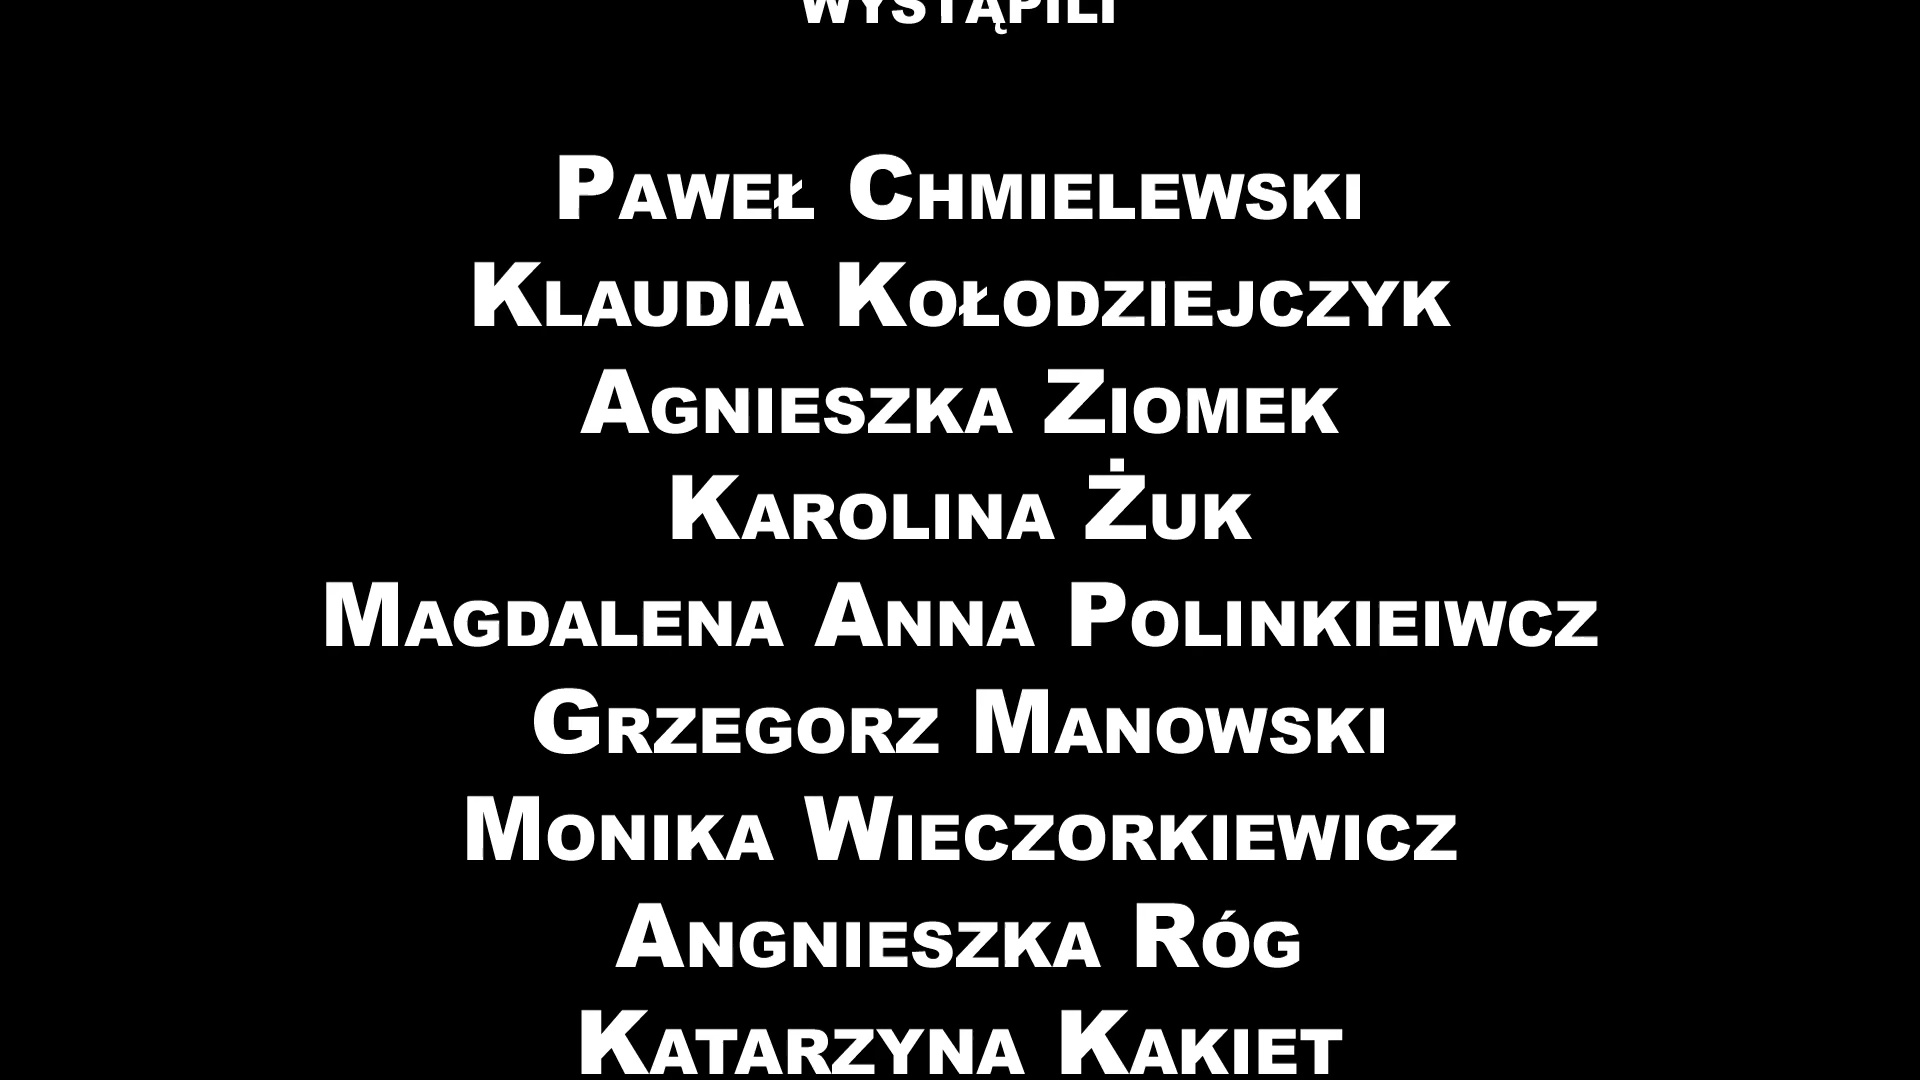 WYSTĄPILI
PAWEŁ CHMIELEWSKI
KLAUDIA KOŁODZIEJCZYK
AGNIESZKA ZIOMEK
KAROLINA ŻUK
MAGDALENA ANNA POLINKIEIWCZ
GRZEGORZ MANOWSKI
MONIKA WIECZORKIEWICZ
ANGNIESZKA RÓG
KATARZYNA KAKIET